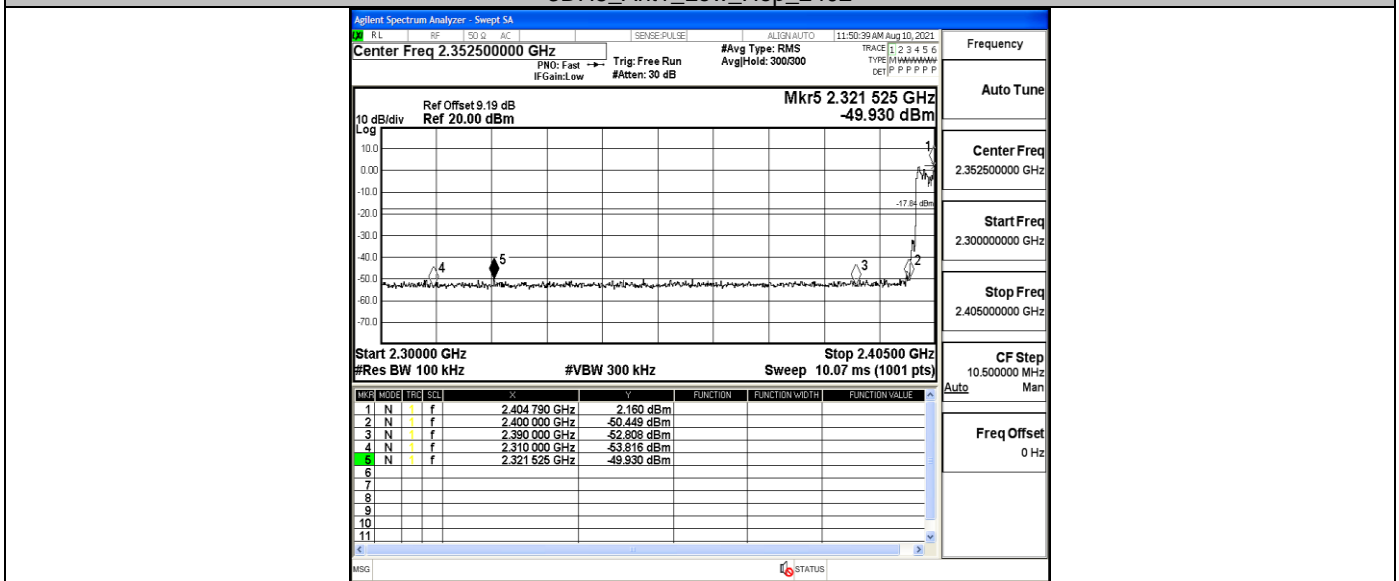 Agilent Spectrum Analyzer - Swept SA
RL RF 50 Ω AC SENSE:PULSE ALIGN AUTO 11:50:39 AM Aug 10, 2021
Center Freq 2.352500000 GHz
PNO: Fast
IFGain:Low
Trig: Free Run
#Atten: 30 dB
#Avg Type: RMS
Avg|Hold: 300/300
TRACE 1 2 3 4 5 6
TYPE M
DET P P P P P P
Ref Offset 9.19 dB
10 dB/div Ref 20.00 dBm
Log
Mkr5 2.321 525 GHz
-49.930 dBm
10.0
0.00
-10.0
-20.0
-30.0
-40.0
-50.0
-60.0
-70.0
-17.84 dBm
1
2
3
4
5
Start 2.30000 GHz Stop 2.40500 GHz
#Res BW 100 kHz #VBW 300 kHz Sweep 10.07 ms (1001 pts)
MKR MODE TRC SCL X Y FUNCTION FUNCTION WIDTH FUNCTION VALUE
1 N 1 f 2.404 790 GHz 2.160 dBm
2 N 1 f 2.400 000 GHz -50.449 dBm
3 N 1 f 2.390 000 GHz -52.808 dBm
4 N 1 f 2.310 000 GHz -53.816 dBm
5 N 1 f 2.321 525 GHz -49.930 dBm
6
7
8
9
10
11
MSG STATUS
Frequency
Auto Tune
Center Freq
2.352500000 GHz
Start Freq
2.300000000 GHz
Stop Freq
2.405000000 GHz
CF Step
10.500000 MHz
Auto Man
Freq Offset
0 Hz